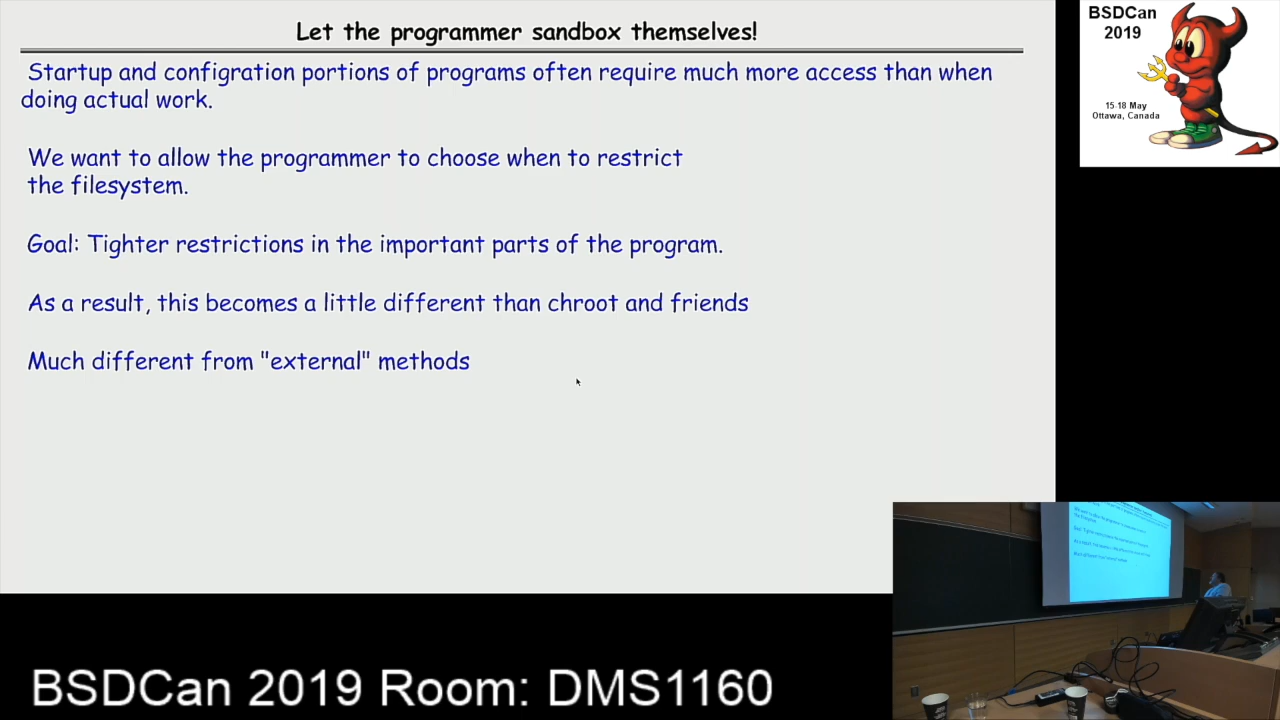 Let the programmer sandbox themselves!
Startup and configration portions of programs often require much more access than when
doing actual work.
We want to allow the programmer to choose when to restrict
the filesystem.
Goal: Tighter restrictions in the important parts of the program.
As a result, this becomes a little different than chroot and friends
Much different from "external" methods
BSDCan
2019
15-18 May
Ottawa, Canada
BSDCan 2019 Room: DMS1160